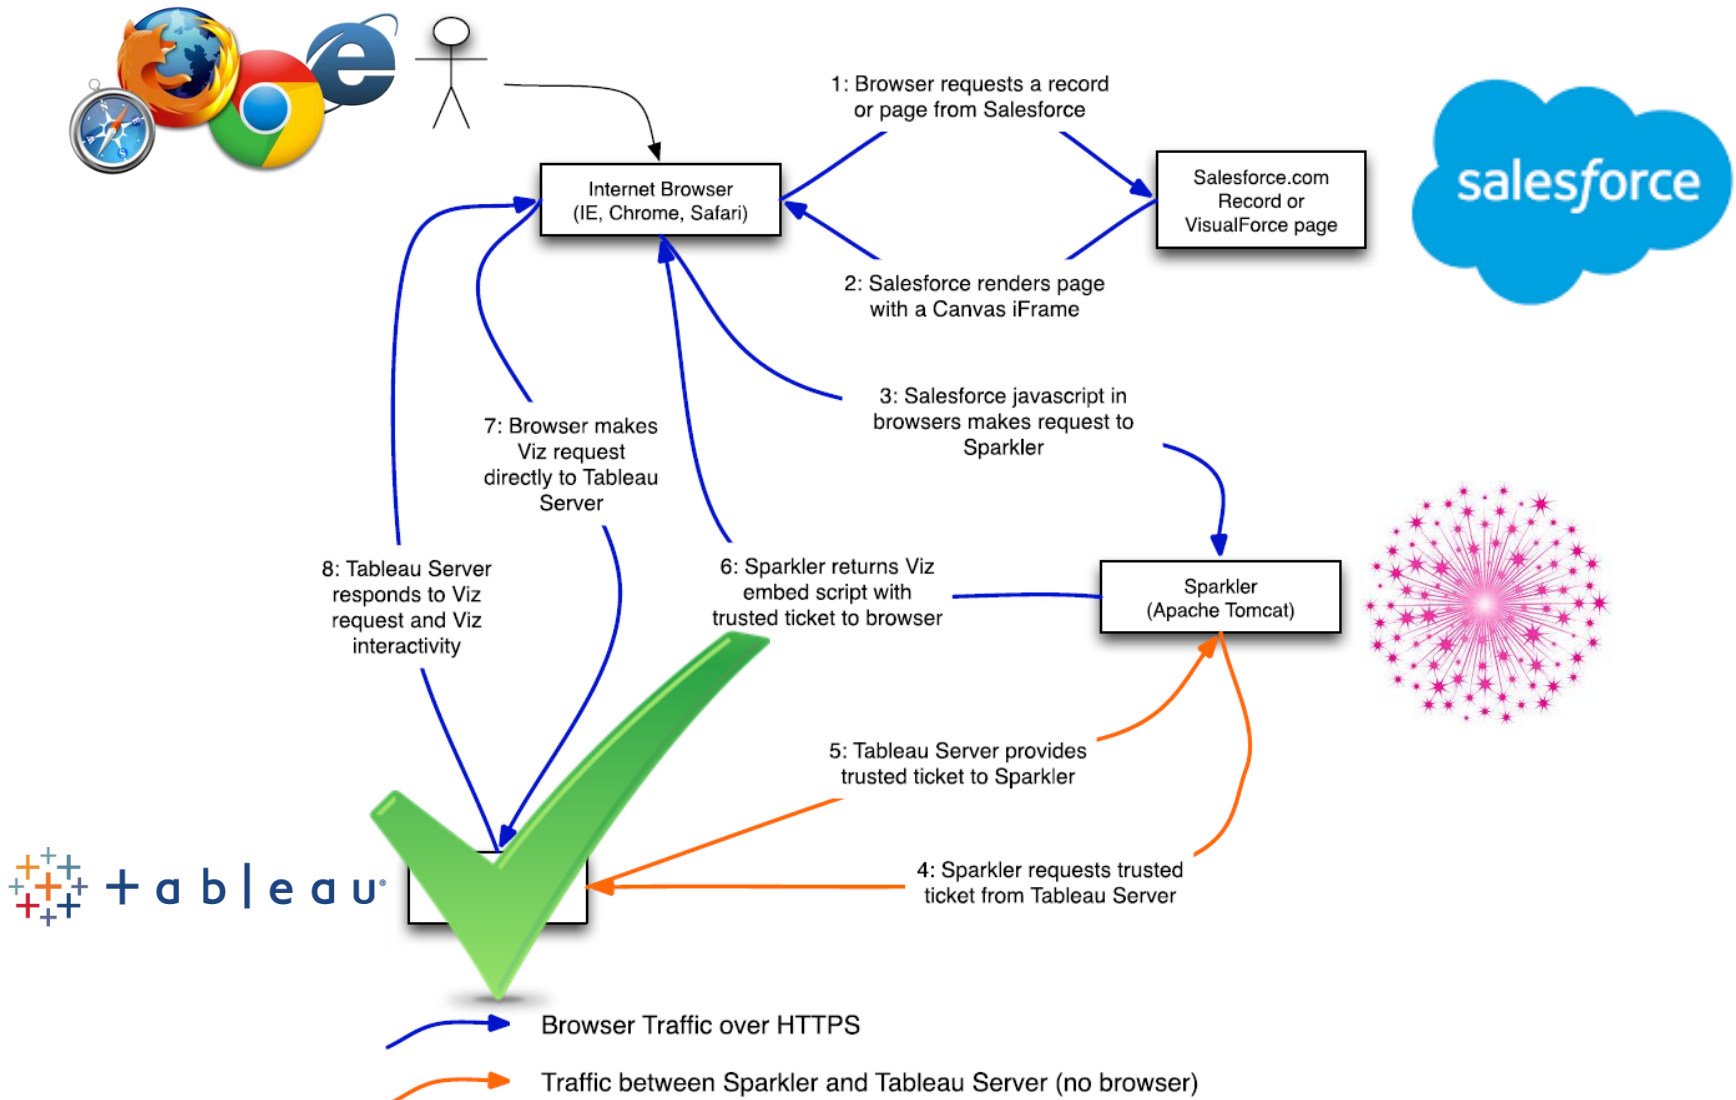 1: Browser requests a record
or page from Salesforce
Internet Browser
(IE, Chrome, Safari)
Salesforce.com
Record or
VisualForce page
salesforce
2: Salesforce renders page
with a Canvas iFrame
3: Salesforce javascript in
browsers makes request to
Sparkler
7: Browser makes
Viz request
directly to Tableau
Server
8: Tableau Server
responds to Viz
request and Viz
interactivity
6: Sparkler returns Viz
embed script with
trusted ticket to browser
Sparkler
(Apache Tomcat)
5: Tableau Server provides
trusted ticket to Sparkler
4: Sparkler requests trusted
ticket from Tableau Server
+ableau®
Browser Traffic over HTTPS
Traffic between Sparkler and Tableau Server (no browser)